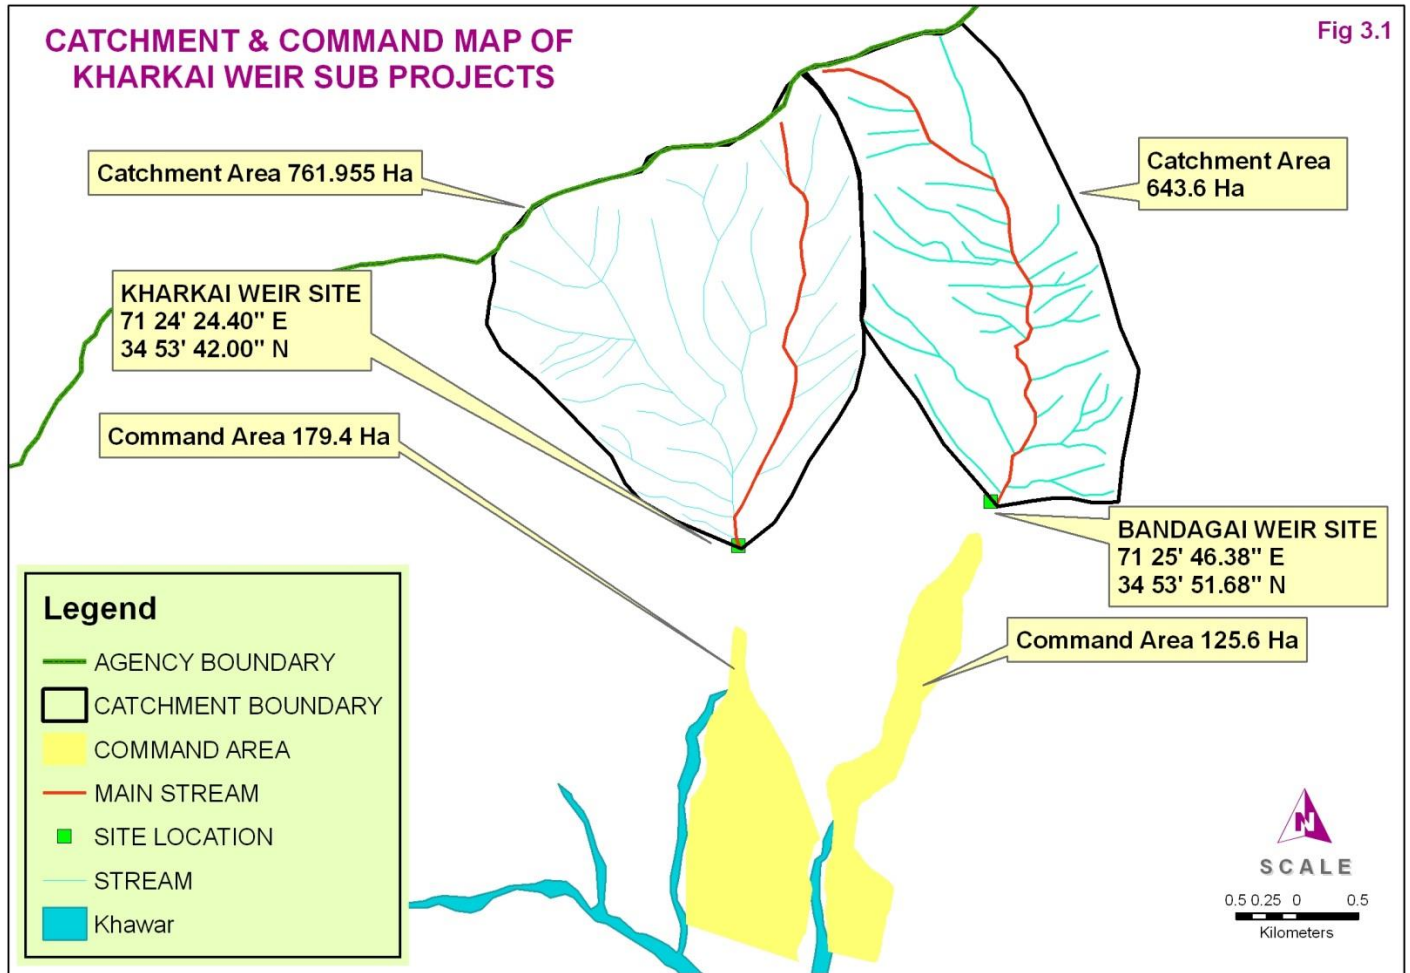 CATCHMENT & COMMAND MAP OF
KHARKAI WEIR SUB PROJECTS
Fig 3.1
Catchment Area 761.955 Ha
Catchment Area
643.6 Ha
KHARKAI WEIR SITE
71 24' 24.40" E
34 53' 42.00" N
Command Area 179.4 Ha
BANDAGAI WEIR SITE
71 25' 46.38" E
34 53' 51.68" N
Command Area 125.6 Ha
Legend
AGENCY BOUNDARY
CATCHMENT BOUNDARY
COMMAND AREA
MAIN STREAM
SITE LOCATION
STREAM
Khawar
N
SCALE
0.5 0.25 0 0.5
Kilometers